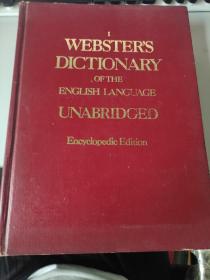 I
WEBSTER'S
DICTIONARY
OF THE
ENGLISH LANGUAGE
UNABRIDGED
Encyclopedic Edition